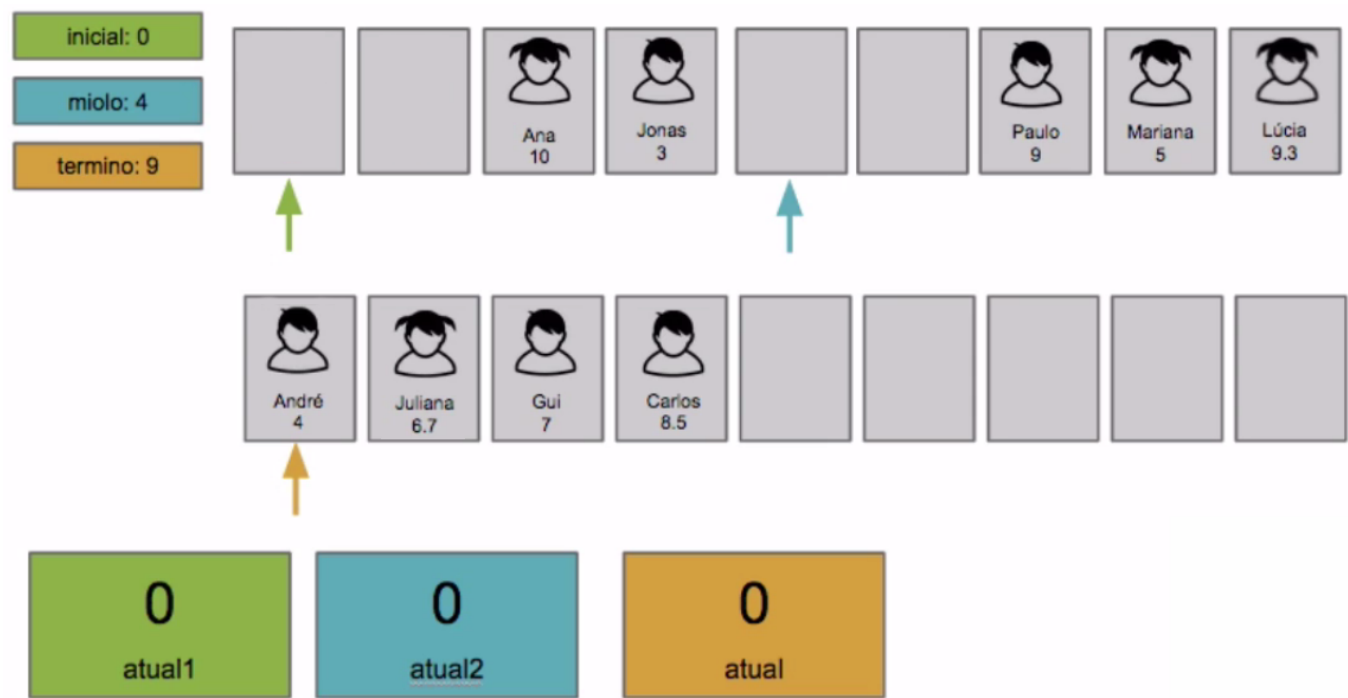 inicial: 0
miolo: 4
termino: 9
Ana
10
Jonas
3
Paulo
9
Mariana
5
Lúcia
9.3
André
4
Juliana
6.7
Gui
7
Carlos
8.5
0
atual1
0
atual2
0
atual